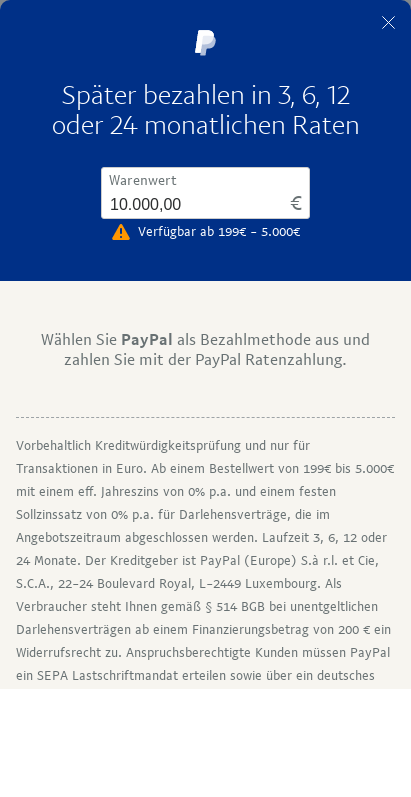 Später bezahlen in 3, 6, 12
oder 24 monatlichen Raten
Warenwert
10.000,00 €
Verfügbar ab 199€ - 5.000€
Wählen Sie PayPal als Bezahlmethode aus und
zahlen Sie mit der PayPal Ratenzahlung.
Vorbehaltlich Kreditwürdigkeitsprüfung und nur für
Transaktionen in Euro. Ab einem Bestellwert von 199€ bis 5.000€
mit einem eff. Jahreszins von 0% p.a. und einem festen
Sollzinssatz von 0% p.a. für Darlehensverträge, die im
Angebotszeitraum abgeschlossen werden. Laufzeit 3, 6, 12 oder
24 Monate. Der Kreditgeber ist PayPal (Europe) S.à r.l. et Cie,
S.C.A., 22-24 Boulevard Royal, L-2449 Luxembourg. Als
Verbraucher steht Ihnen gemäß § 514 BGB bei unentgeltlichen
Darlehensverträgen ab einem Finanzierungsbetrag von 200 € ein
Widerrufsrecht zu. Anspruchsberechtigte Kunden müssen PayPal
ein SEPA Lastschriftmandat erteilen sowie über ein deutsches